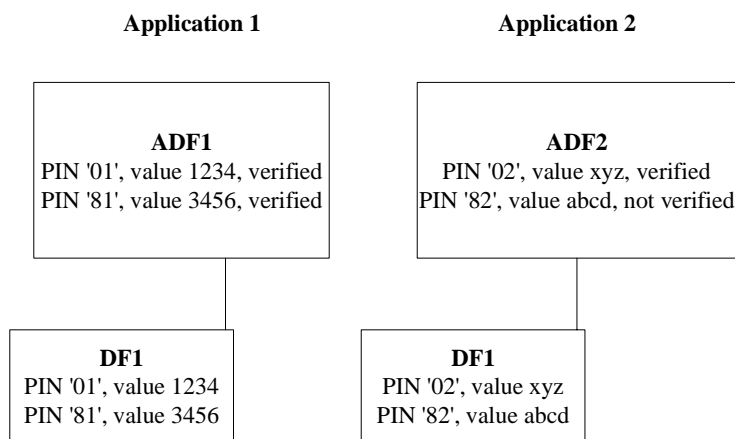 Application 1
Application 2
ADF1
PIN '01', value 1234, verified
PIN '81', value 3456, verified
ADF2
PIN '02', value xyz, verified
PIN '82', value abcd, not verified
DF1
PIN '01', value 1234
PIN '81', value 3456
DF1
PIN '02', value xyz
PIN '82', value abcd